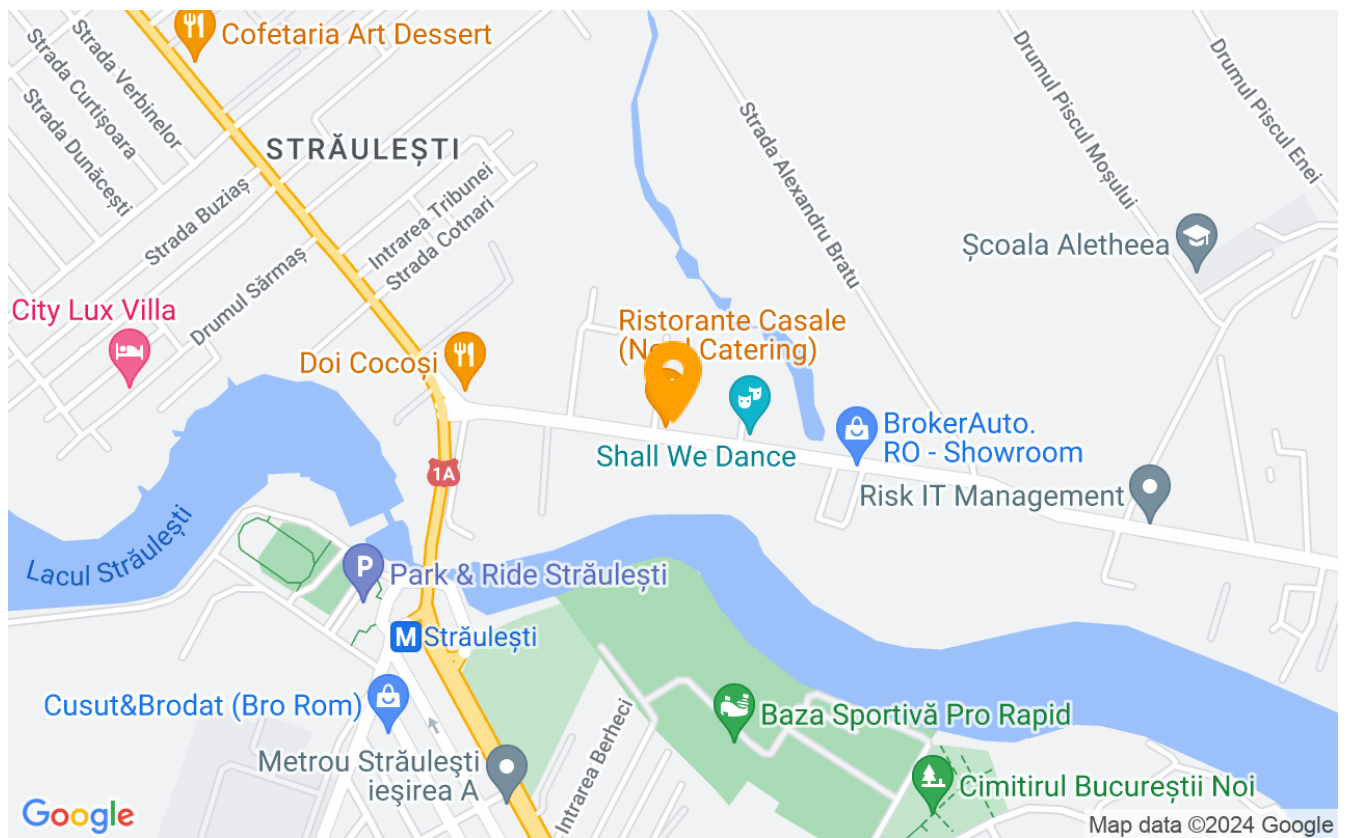 Cofetaria Art Dessert
Strada Verbinelor
Strada Curtișoara
Strada Dunăcești
STRĂULEȘTI
Strada Buziaș
Intrarea Tribunei
Strada Cotnari
Drumul Sărmaș
Strada Alexandru Bratu
Drumul Piscul Moșului
Drumul Piscul Enei
Școala Aletheea
City Lux Villa
Doi Cocoși
Ristorante Casale
Catering)
Shall We Dance
BrokerAuto.
RO - Showroom
Risk IT Management
1A
Lacul Străulești
P
Park & Ride Străulești
M
Străulești
Cusut&Brodat (Bro Rom)
Metrou Străuleşti
ieşirea A
Intrarea Berheci
Baza Sportivă Pro Rapid
Cimitirul Bucureștii Noi
Google
Map data ©2024 Google